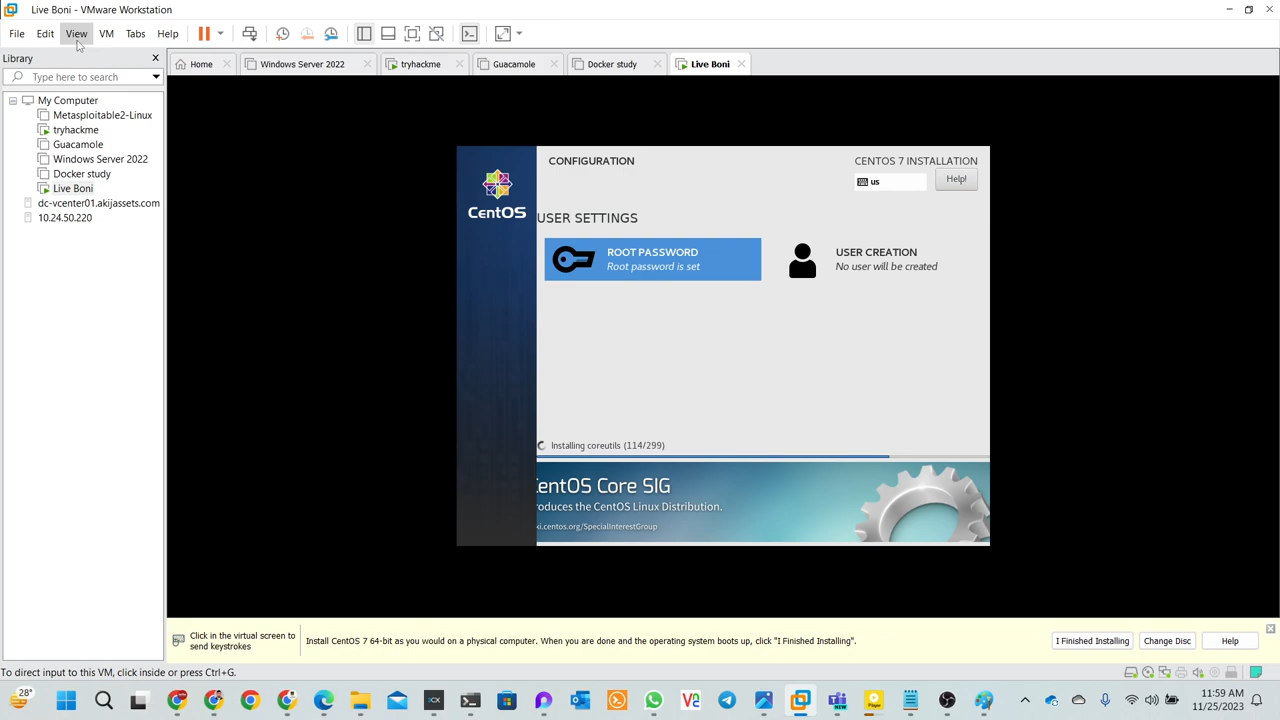 Live Boni - VMware Workstation
File Edit View VM Tabs Help
Library
Type here to search
Home
Windows Server 2022
tryhackme
Guacamole
Docker study
Live Boni
My Computer
Metasploitable2-Linux
tryhackme
Guacamole
Windows Server 2022
Docker study
Live Boni
dc-vcenter01.akijassets.com
10.24.50.220
CentOS
CONFIGURATION
CENTOS 7 INSTALLATION
us
Help!
USER SETTINGS
ROOT PASSWORD
Root password is set
USER CREATION
No user will be created
Installing coreutils (114/299)
CentOS Core SIG
roduces the CentOS Linux Distribution.
ki.centos.org/SpecialInterestGroup
Click in the virtual screen to
send keystrokes
Install CentOS 7 64-bit as you would on a physical computer. When you are done and the operating system boots up, click "I Finished Installing".
I Finished Installing
Change Disc
Help
To direct input to this VM, click inside or press Ctrl+G.
28°
NEW
Player
11:59 AM
11/25/2023